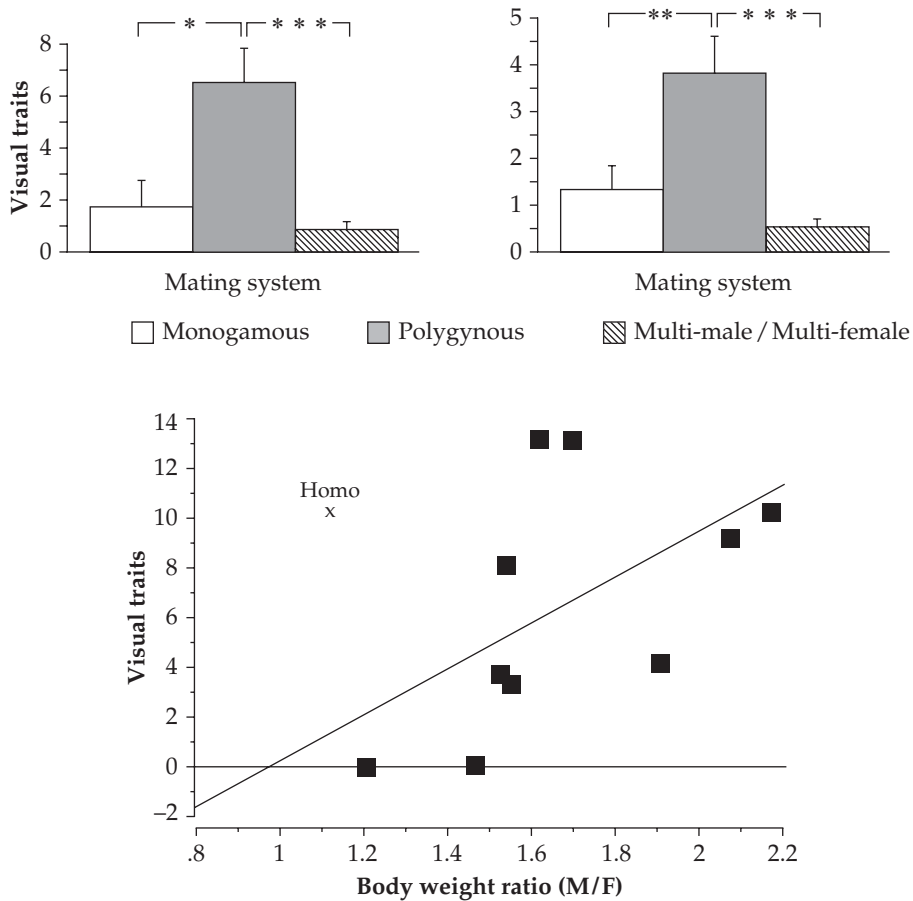 * * * *
** * * *
8
6
4
2
0
Visual traits
Mating system
5
4
3
2
1
0
Mating system
Monogamous
Polygynous
Multi-male / Multi-female
14
12
10
8
6
4
2
0
–2
Visual traits
Homo
x
.8 1 1.2 1.4 1.6 1.8 2 2.2
Body weight ratio (M/F)